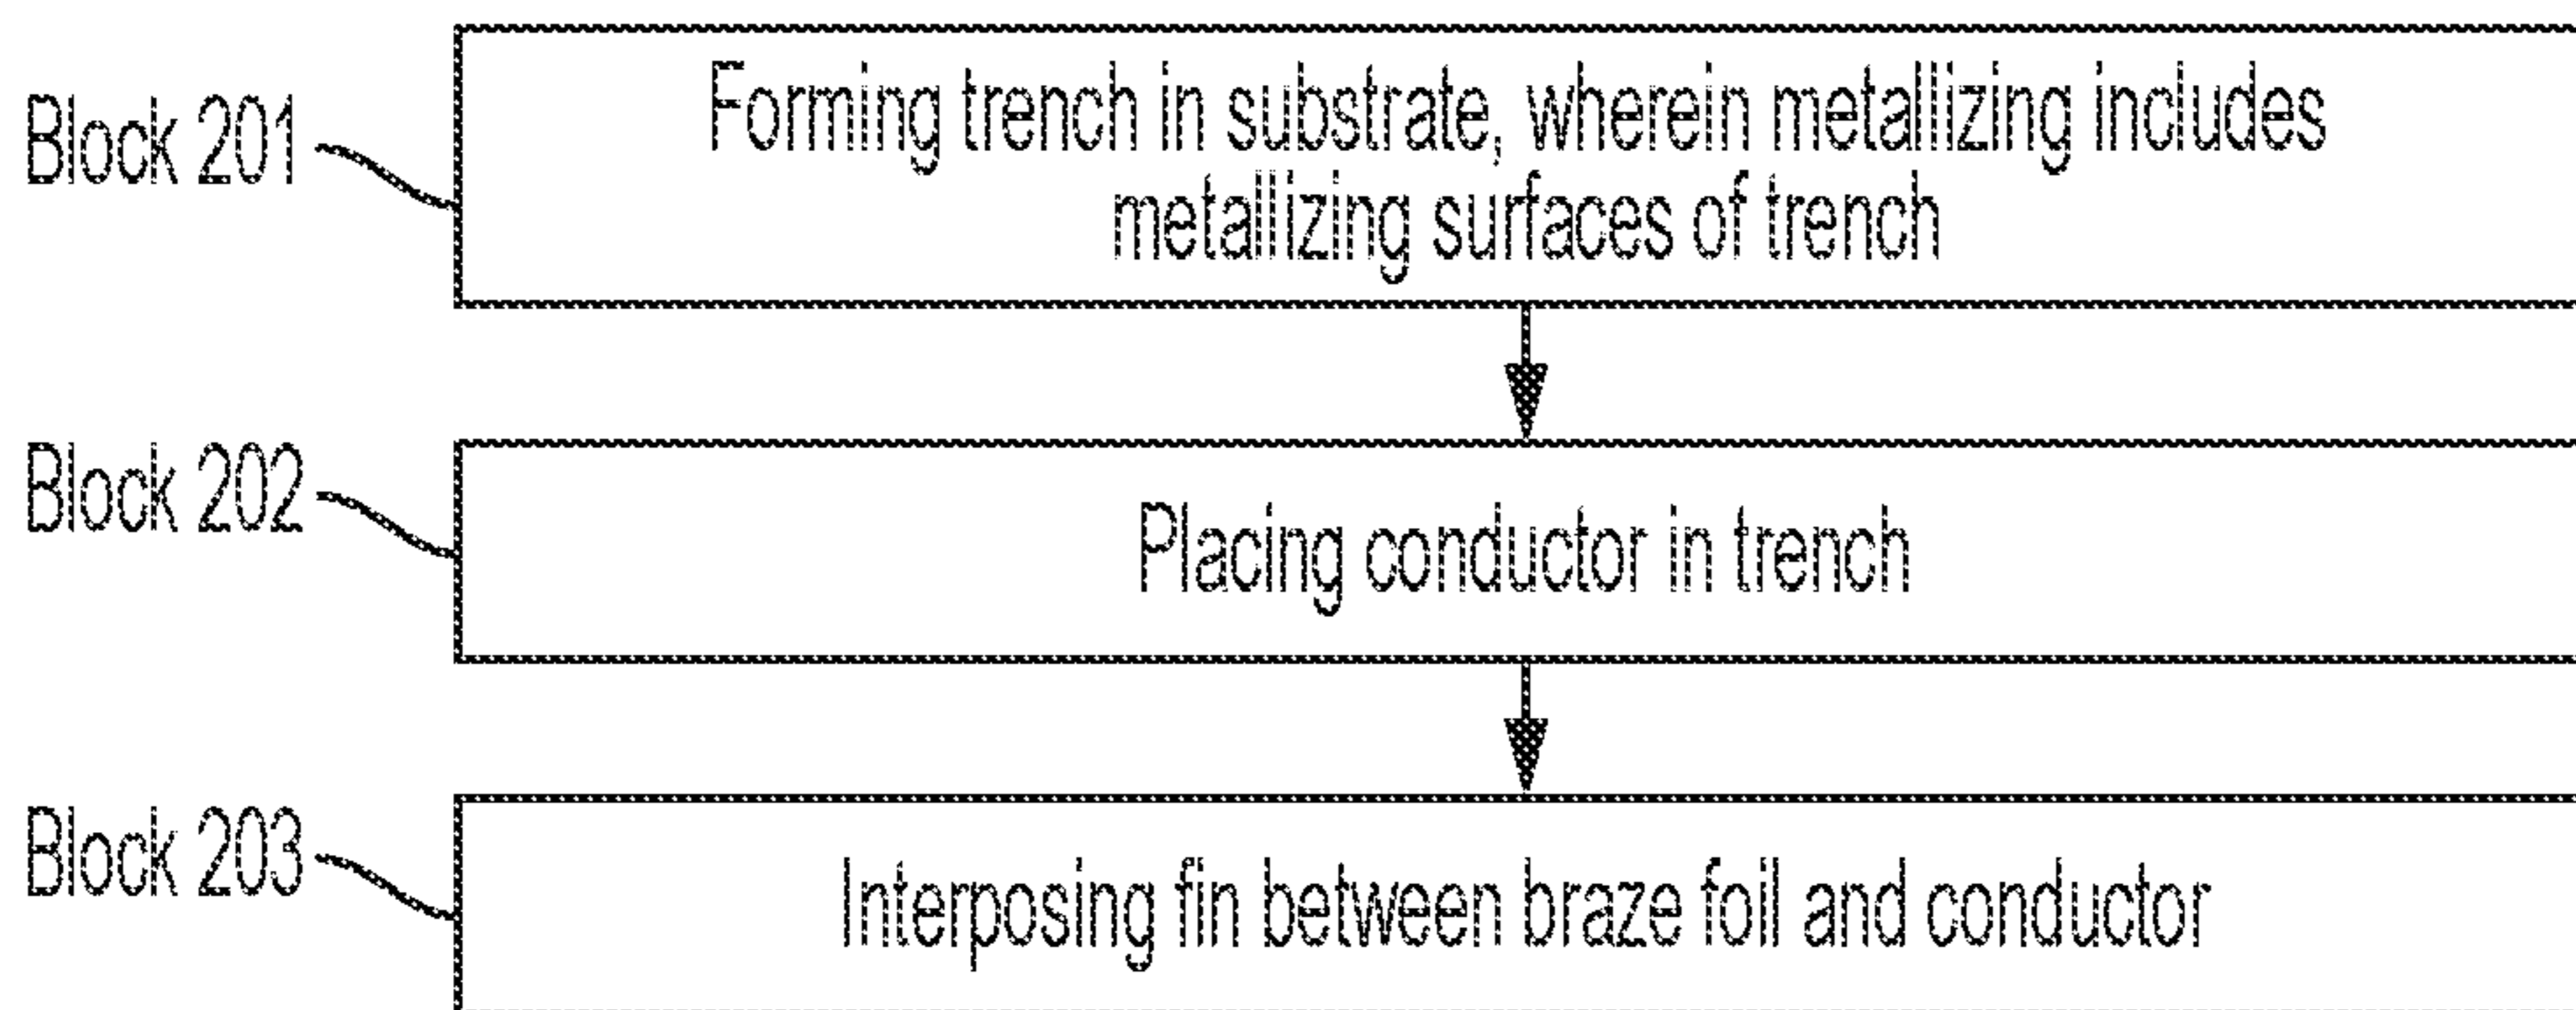 Block 201
Forming trench in substrate, wherein metallizing includes
metallizing surfaces of trench
Block 202
Placing conductor in trench
Block 203
Interposing fin between braze foil and conductor